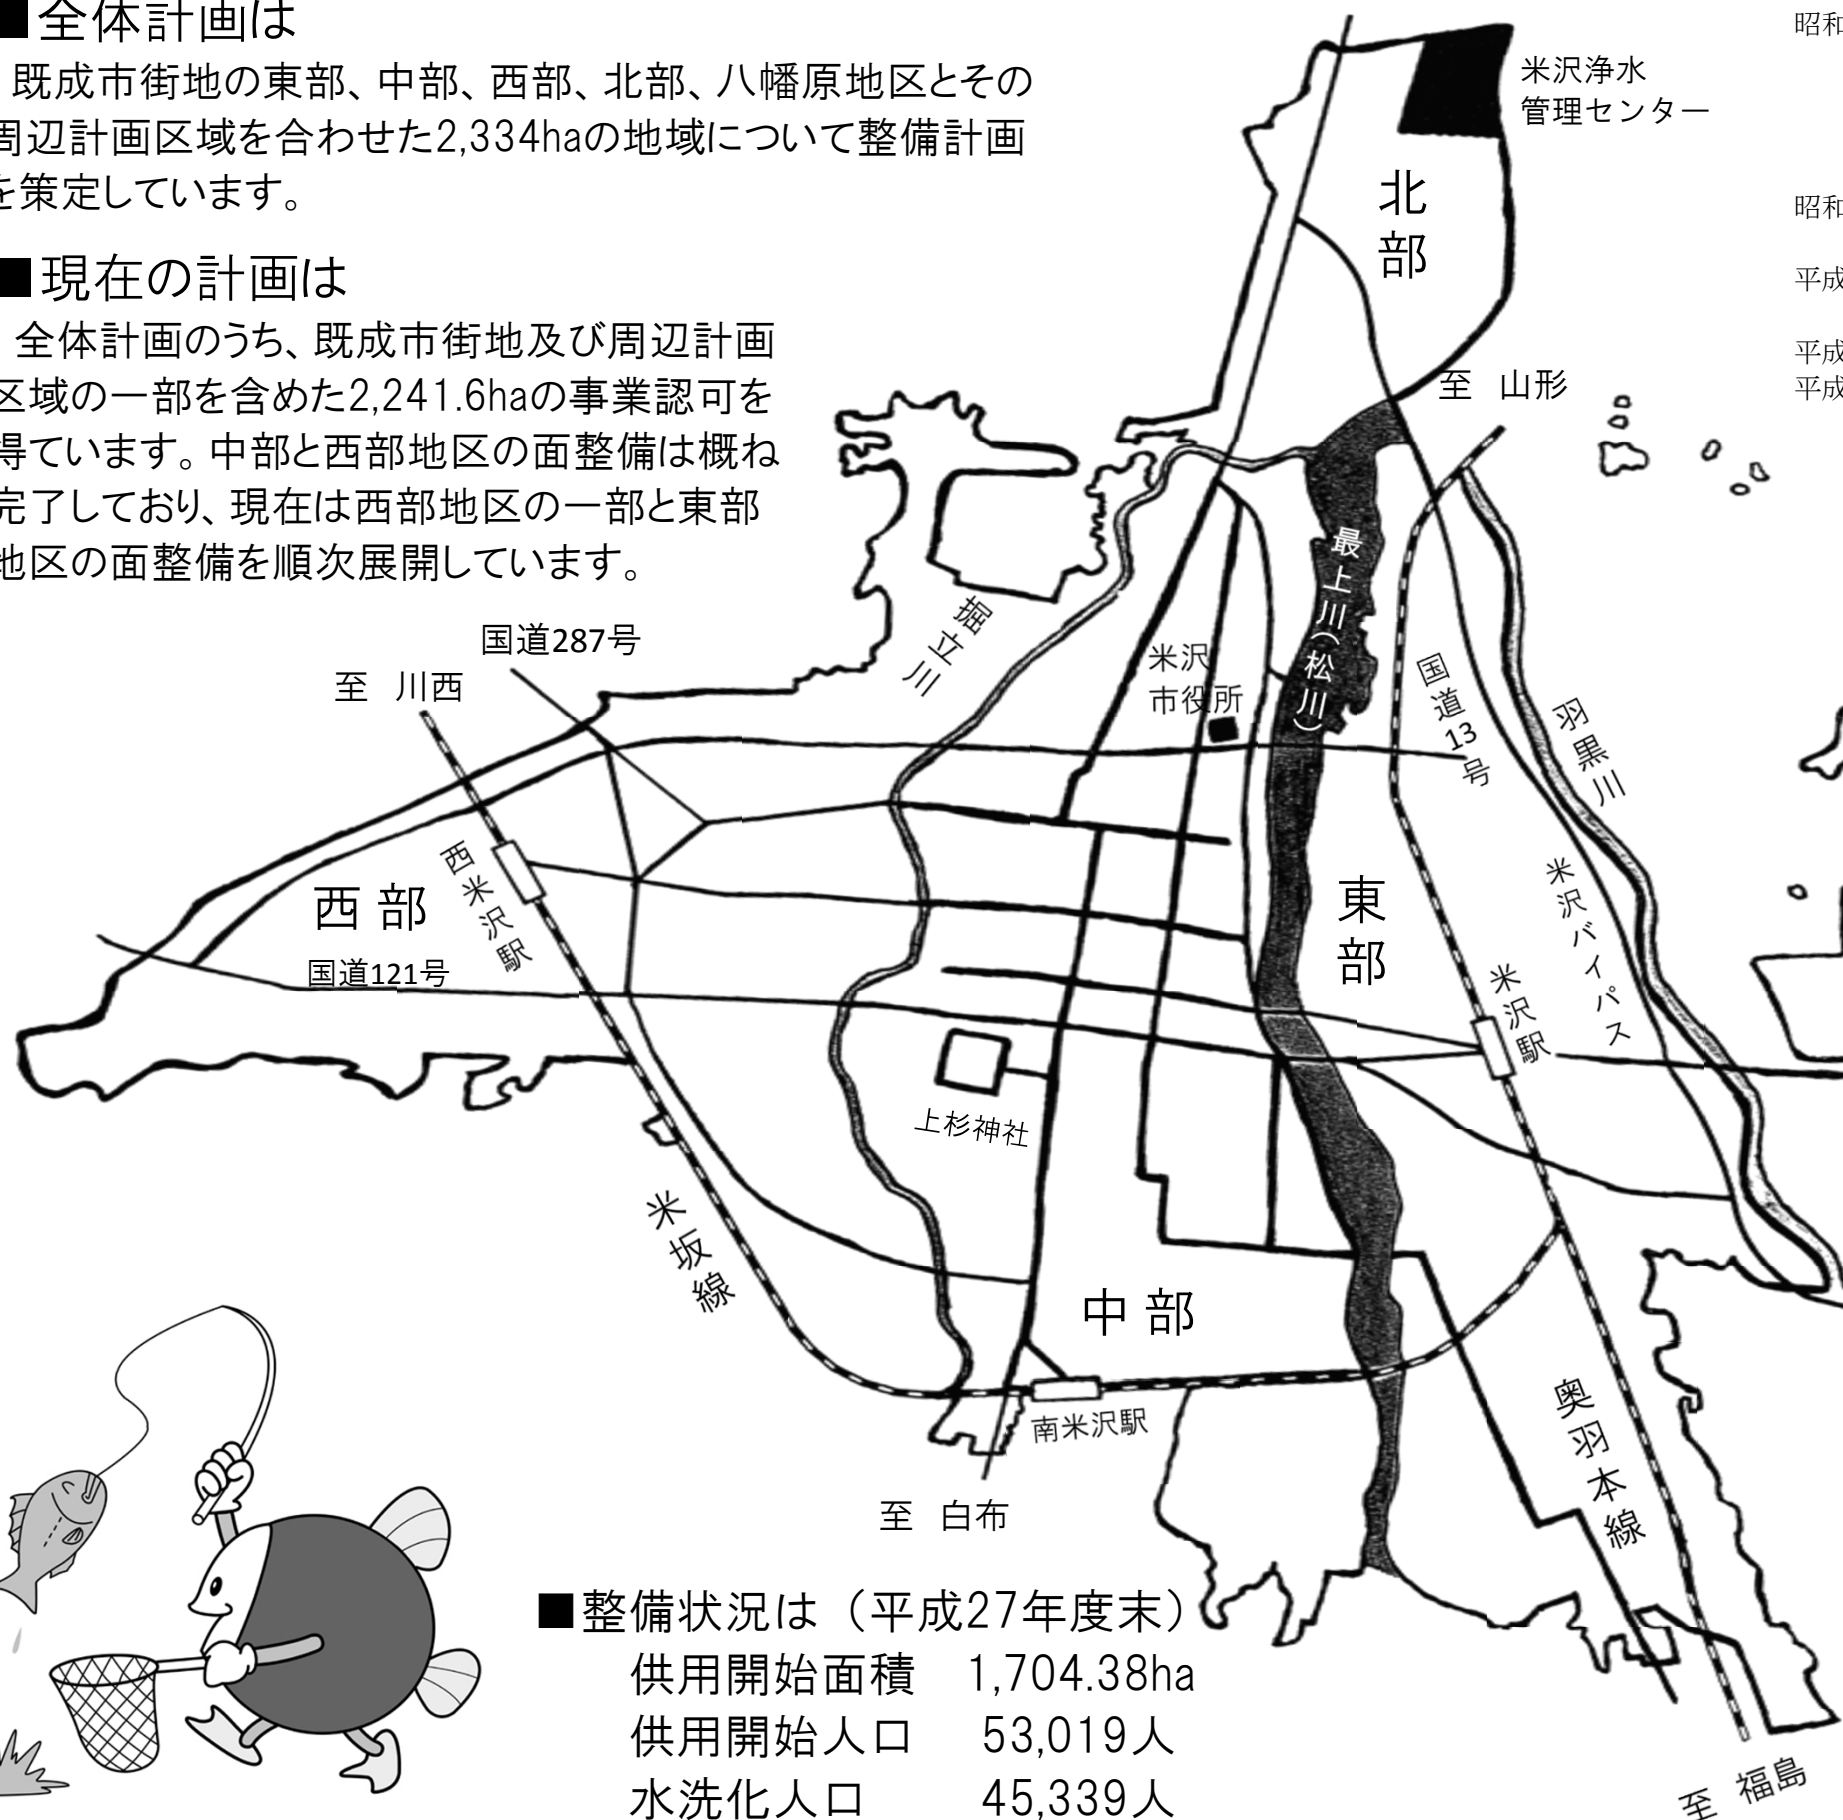 ■全体計画は
既成市街地の東部、中部、西部、北部、八幡原地区とその
周辺計画区域を合わせた2,334haの地域について整備計画
を策定しています。
■現在の計画は
全体計画のうち、既成市街地及び周辺計画
区域の一部を含めた2,241.6haの事業認可を
得ています。中部と西部地区の面整備は概ね
完了しており、現在は西部地区の一部と東部
地区の面整備を順次展開しています。
昭和
昭和
平成
平成
平成
米沢浄水
管理センター
北部
至 山形
最上川（松川）
掘立川
国道287号
至 川西
米沢
市役所
国道13号
羽黒川
西米沢駅
西部
国道121号
東部
米沢バイパス
米沢駅
上杉神社
米坂線
中部
南米沢駅
奥羽本線
至 白布
至 福島
■整備状況は（平成27年度末）
供用開始面積 1,704.38ha
供用開始人口 53,019人
水洗化人口 45,339人